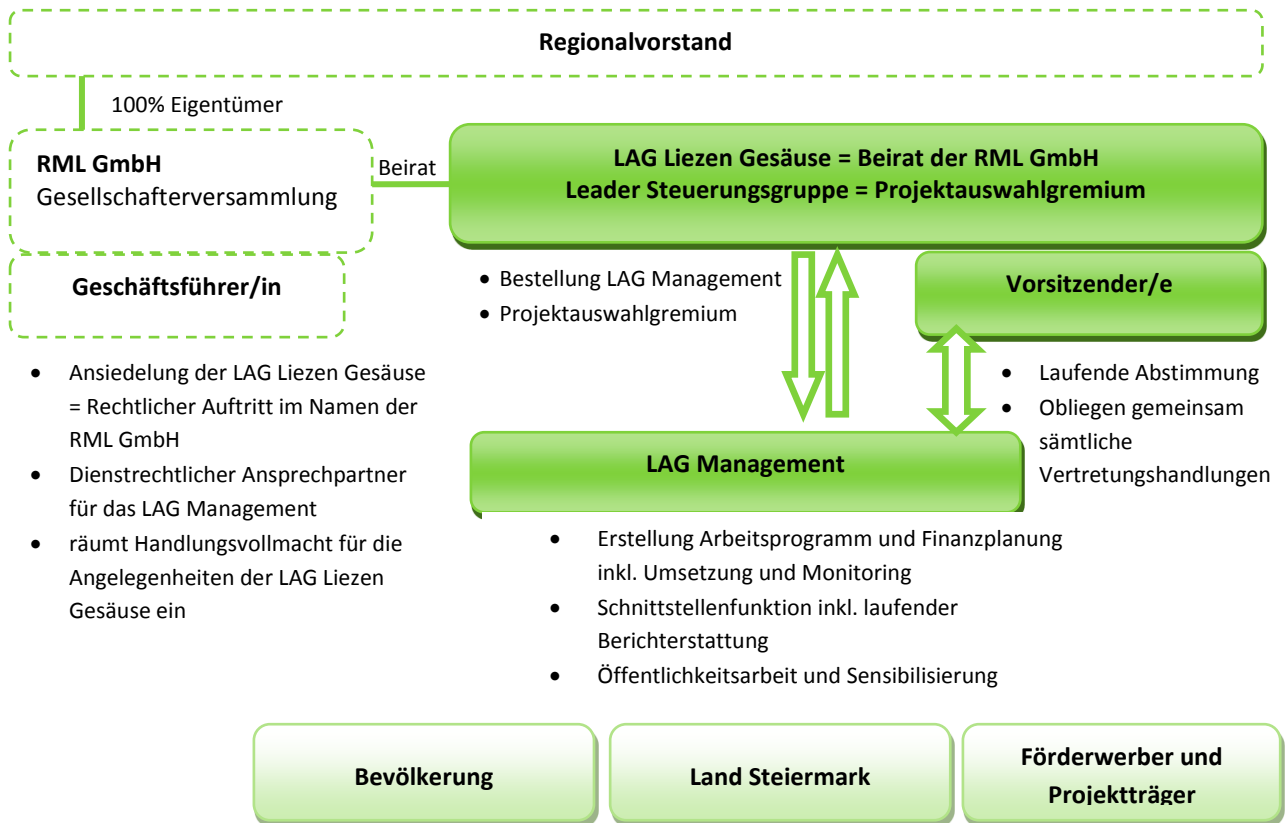 Regionalvorstand
100% Eigentümer
RML GmbH
Gesellschafterversammlung
Beirat
LAG Liezen Gesäuse = Beirat der RML GmbH
Leader Steuerungsgruppe = Projektauswahlgremium
Geschäftsführer/in
• Bestellung LAG Management
• Projektauswahlgremium
Vorsitzender/e
• Ansiedelung der LAG Liezen Gesäuse
= Rechtlicher Auftritt im Namen der
RML GmbH
• Dienstrechtlicher Ansprechpartner
für das LAG Management
• räumt Handlungsvollmacht für die
Angelegenheiten der LAG Liezen
Gesäuse ein
• Laufende Abstimmung
• Obliegen gemeinsam
sämtliche
Vertretungshandlungen
LAG Management
• Erstellung Arbeitsprogramm und Finanzplanung
inkl. Umsetzung und Monitoring
• Schnittstellenfunktion inkl. laufender
Berichterstattung
• Öffentlichkeitsarbeit und Sensibilisierung
Bevölkerung
Land Steiermark
Förderwerber und
Projektträger